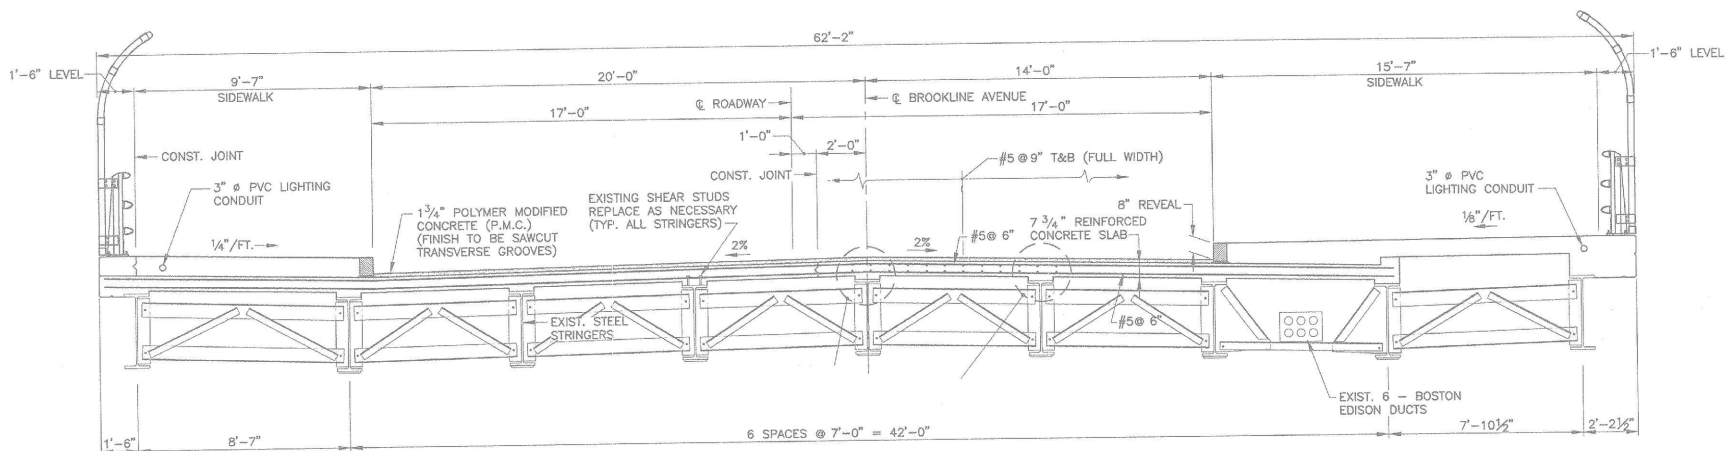 62'-2"
1'-6" LEVEL
9'-7"
SIDEWALK
20'-0"
14'-0"
15'-7"
SIDEWALK
1'-6" LEVEL
℄ ROADWAY
℄ BROOKLINE AVENUE
17'-0"
17'-0"
1'-0"
2'-0"
CONST. JOINT
CONST. JOINT
#5@9" T&B (FULL WIDTH)
3" ø PVC LIGHTING
CONDUIT
1 3/4" POLYMER MODIFIED
CONCRETE (P.M.C.)
(FINISH TO BE SAWCUT
TRANSVERSE GROOVES)
EXISTING SHEAR STUDS
REPLACE AS NECESSARY
(TYP. ALL STRINGERS)
8" REVEAL
7 3/4" REINFORCED
CONCRETE SLAB
3" ø PVC
LIGHTING CONDUIT
1/4"/FT.
2%
2%
#5@ 6"
1/8"/FT.
EXIST. STEEL
STRINGERS
#5@ 6"
EXIST. 6 – BOSTON
EDISON DUCTS
1'-6"
8'-7"
6 SPACES @ 7'-0" = 42'-0"
7'-10 1/2"
2'-2 1/2"